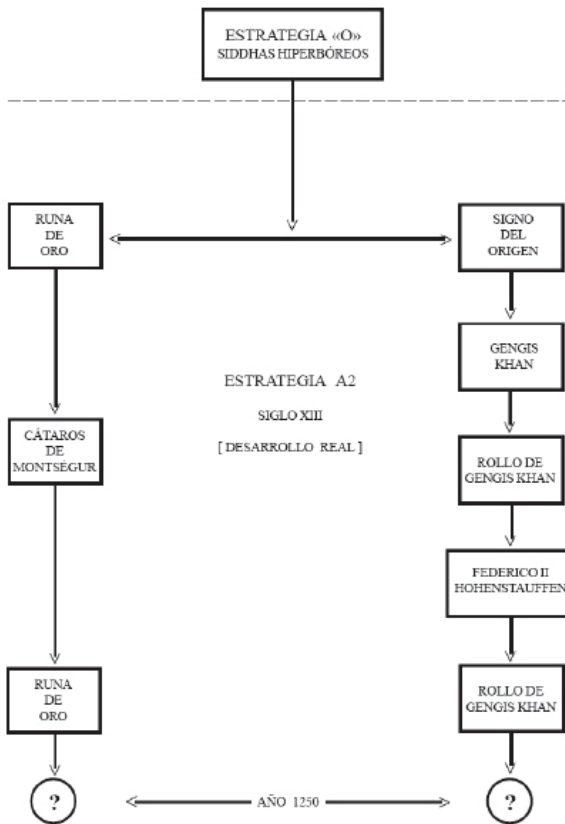 ESTRATEGIA «O»
SIDDHAS HIPERBÓREOS
RUNA
DE
ORO
SIGNO
DEL
ORIGEN
GENGIS
KHAN
ESTRATEGIA A2
SIGLO XIII
[ DESARROLLO REAL ]
CÁTAROS
DE
MONTSÉGUR
ROLLO DE
GENGIS KHAN
FEDERICO II
HOHENSTAUFFEN
RUNA
DE
ORO
ROLLO DE
GENGIS KHAN
?
AÑO 1250
?